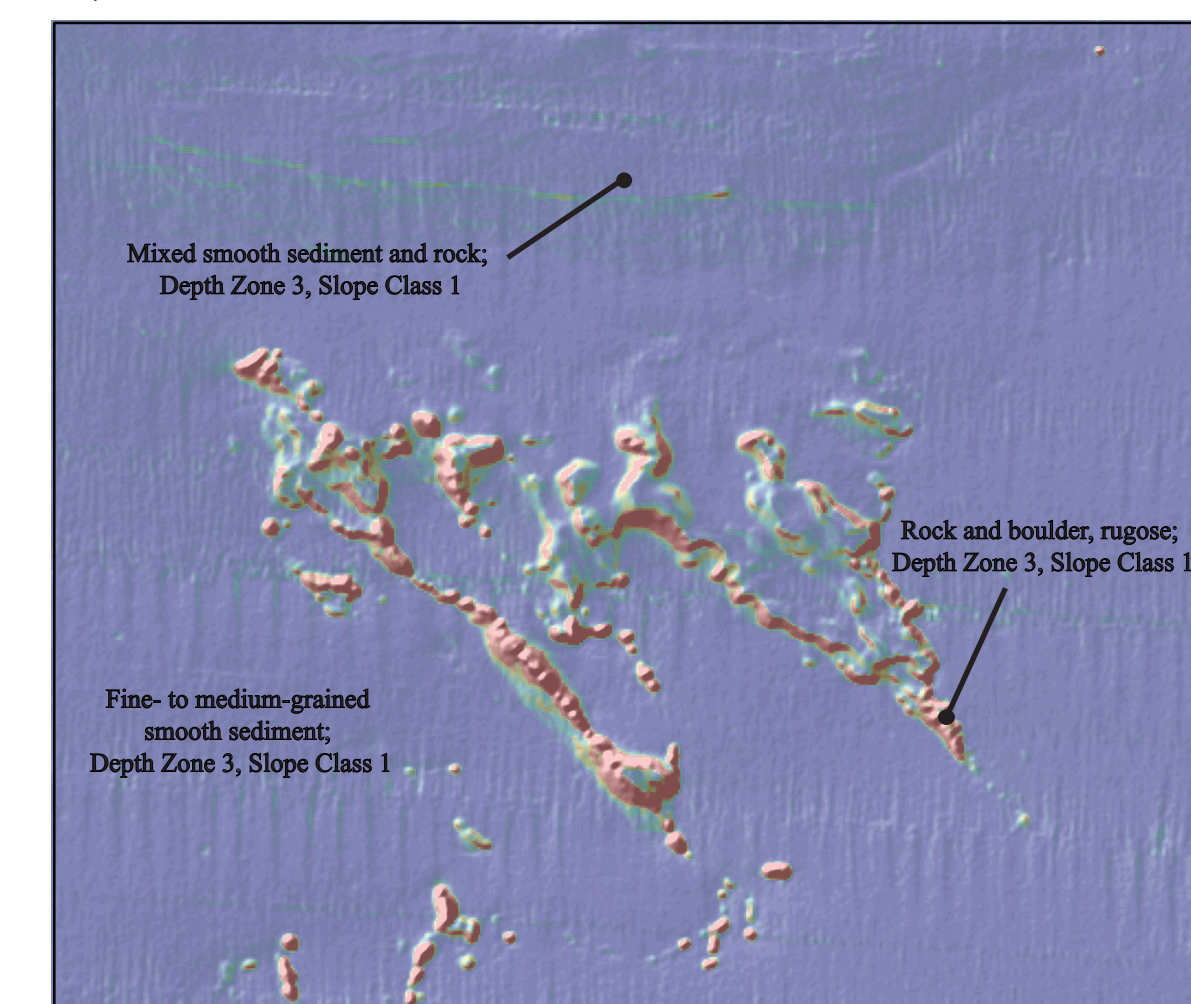 Mixed smooth sediment and rock;
Depth Zone 3, Slope Class 1
Rock and boulder, rugose;
Depth Zone 3, Slope Class 1
Fine- to medium-grained
smooth sediment;
Depth Zone 3, Slope Class 1